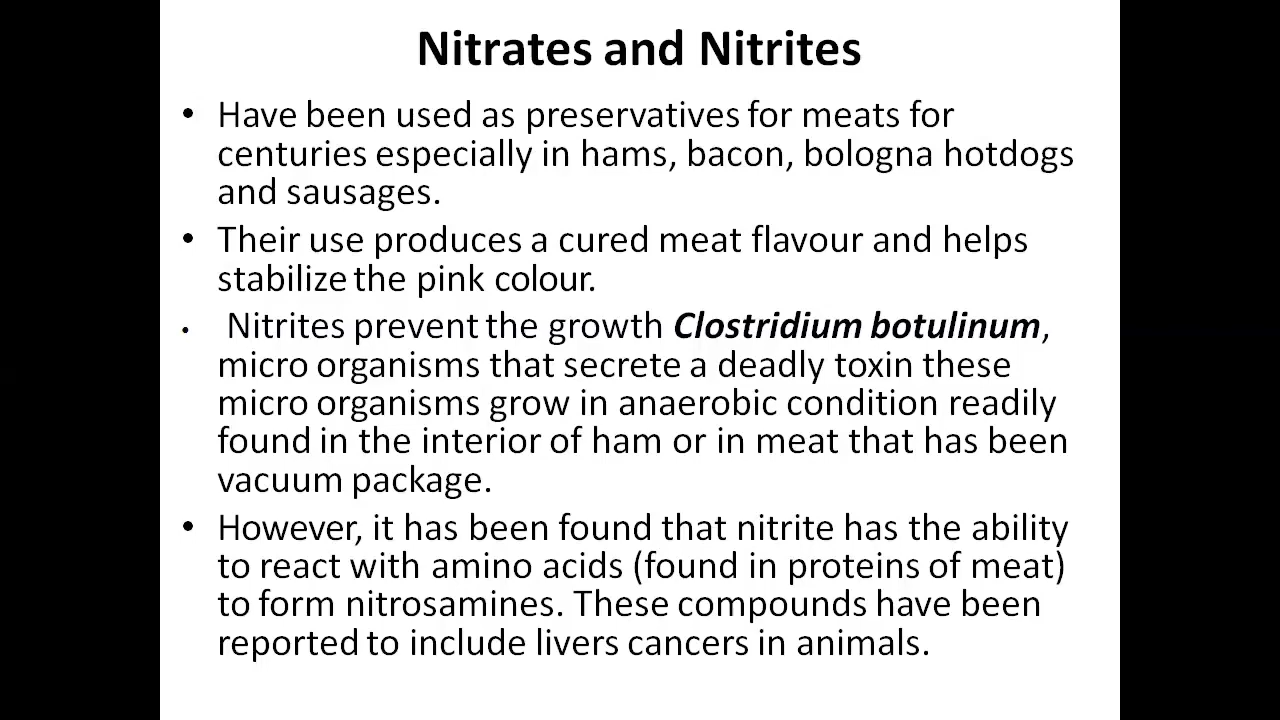 Nitrates and Nitrites
• Have been used as preservatives for meats for
centuries especially in hams, bacon, bologna hotdogs
and sausages.
• Their use produces a cured meat flavour and helps
stabilize the pink colour.
• Nitrites prevent the growth Clostridium botulinum,
micro organisms that secrete a deadly toxin these
micro organisms grow in anaerobic condition readily
found in the interior of ham or in meat that has been
vacuum package.
• However, it has been found that nitrite has the ability
to react with amino acids (found in proteins of meat)
to form nitrosamines. These compounds have been
reported to include livers cancers in animals.